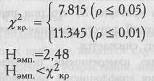 χ²кр = { 7.815 (ρ ≤ 0,05)
11.345 (ρ ≤ 0.01)
Hэмп.=2,48
Hэмп.<χ²кр